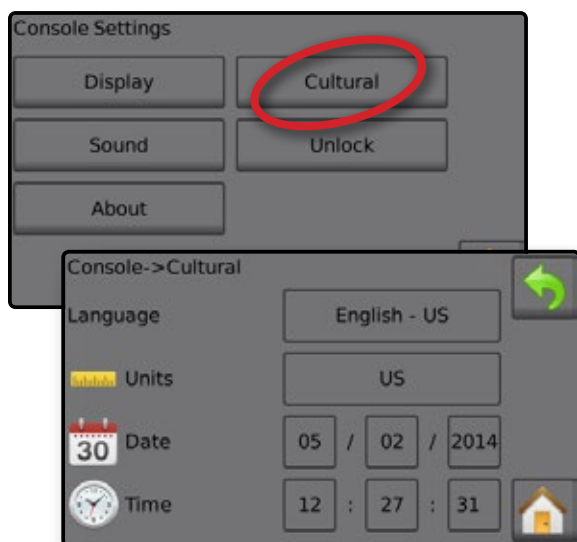 Console Settings
Display Cultural
Sound Unlock
About
Console->Cultural
Language English - US
Units US
30 Date 05 / 02 / 2014
Time 12 : 27 : 31